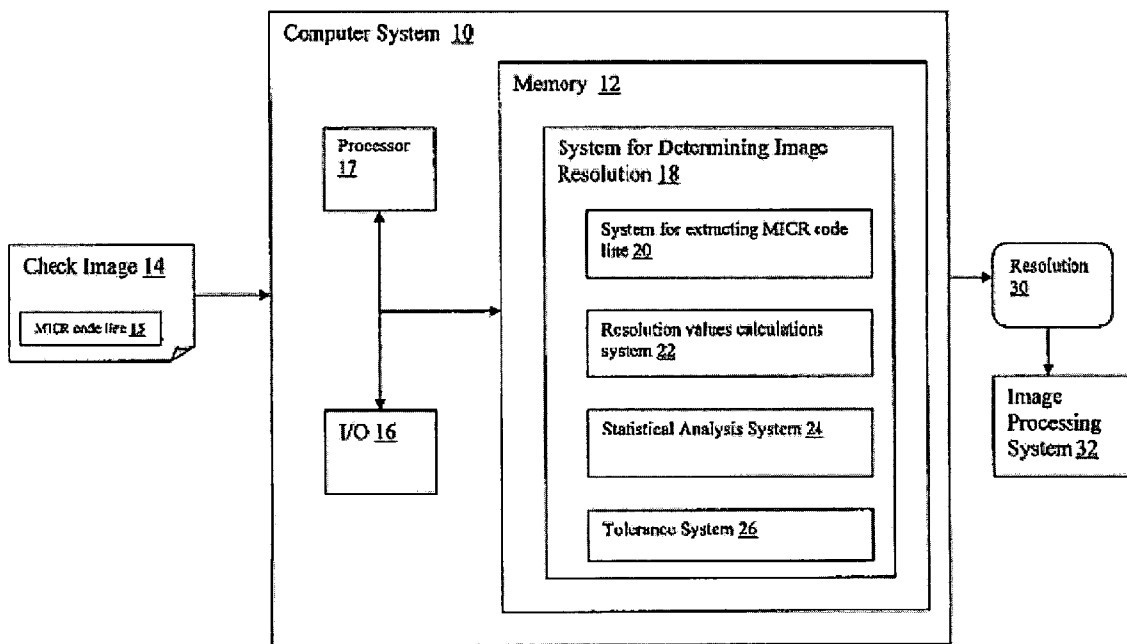 Computer System 10
Memory 12
Processor
17
System for Determining Image
Resolution 18
System for extracting MICR code
line 20
Check Image 14
MICR code line 15
Resolution
30
Resolution values calculations
system 22
I/O 16
Statistical Analysis System 24
Image
Processing
System 32
Tolerance System 26